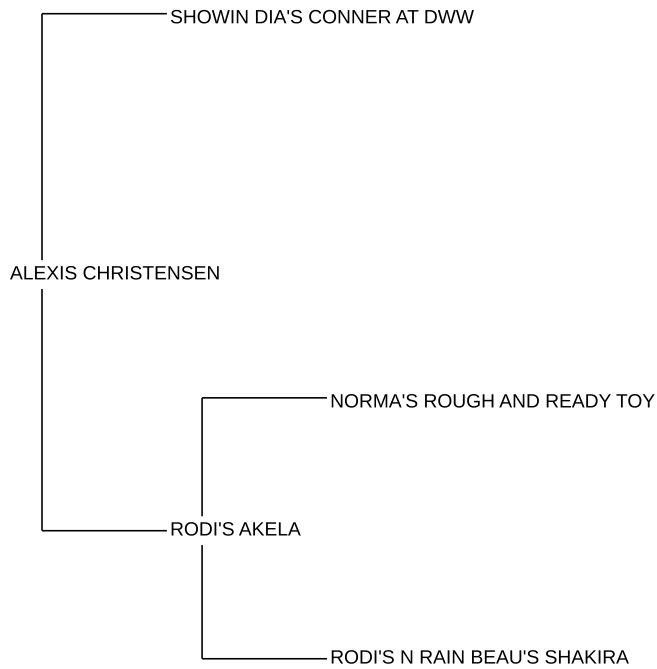 SHOWIN DIA'S CONNER AT DWW
ALEXIS CHRISTENSEN
NORMA'S ROUGH AND READY TOY
RODI'S AKELA
RODI'S N RAIN BEAU'S SHAKIRA